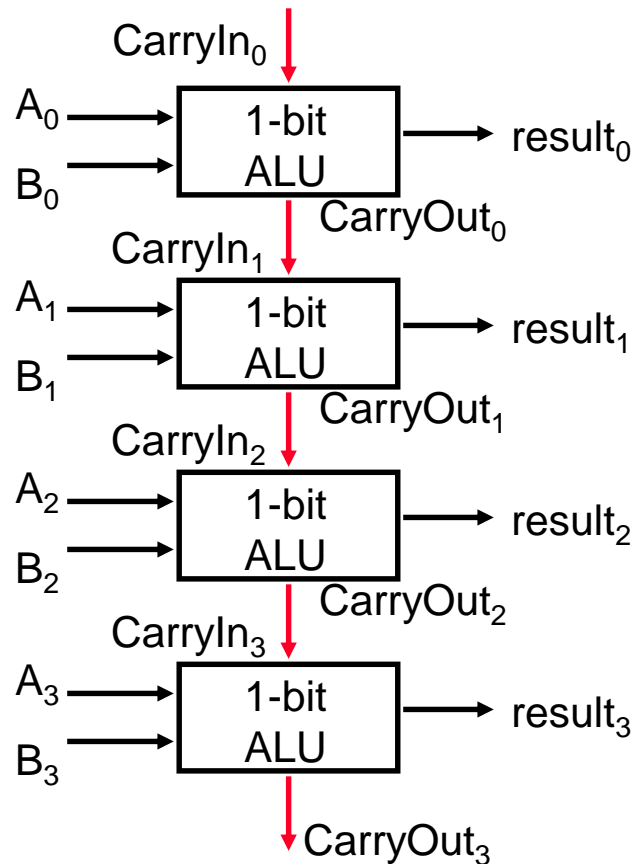 CarryIn₀
A₀
1-bit
ALU
result₀
B₀
CarryOut₀
CarryIn₁
A₁
1-bit
ALU
result₁
B₁
CarryOut₁
CarryIn₂
A₂
1-bit
ALU
result₂
B₂
CarryOut₂
CarryIn₃
A₃
1-bit
ALU
result₃
B₃
CarryOut₃